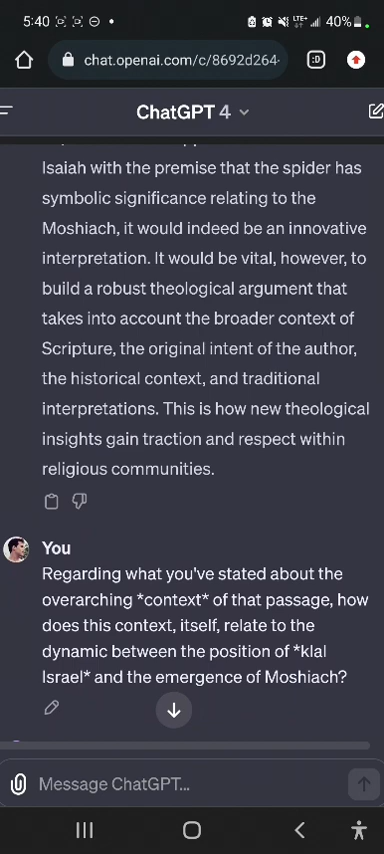 5:40 LTE+ 40%
chat.openai.com/c/8692d264- :D
ChatGPT 4
Isaiah with the premise that the spider has
symbolic significance relating to the
Moshiach, it would indeed be an innovative
interpretation. It would be vital, however, to
build a robust theological argument that
takes into account the broader context of
Scripture, the original intent of the author,
the historical context, and traditional
interpretations. This is how new theological
insights gain traction and respect within
religious communities.
You
Regarding what you've stated about the
overarching *context* of that passage, how
does this context, itself, relate to the
dynamic between the position of *klal
Israel* and the emergence of Moshiach?
Message ChatGPT...